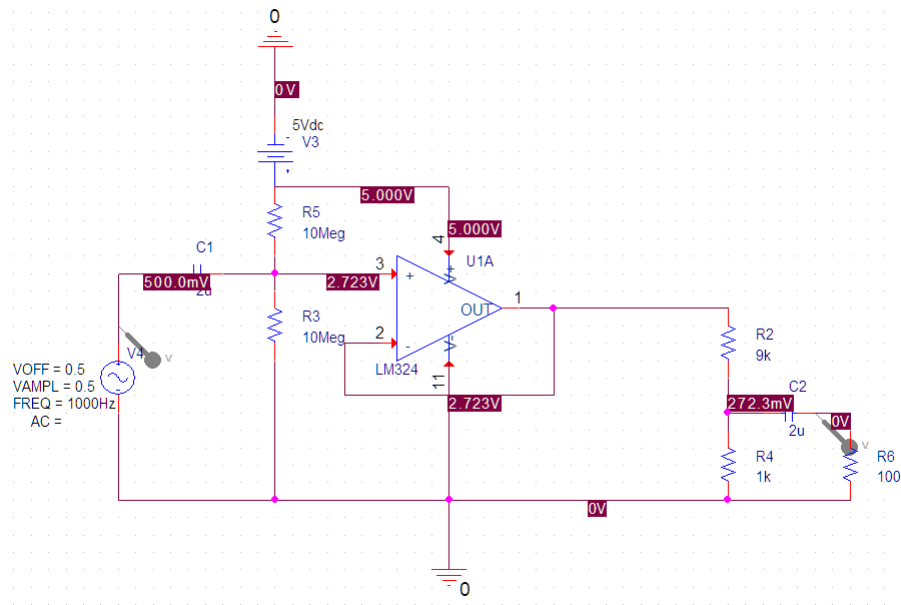 0
0V
5Vdc
-
V3
+
5.000V
R5
10Meg
5.000V
4
C1
U1A
3
V+
+
500.0mV
2.723V
2u
OUT
1
R3
10Meg
2
-
V-
R2
9k
V4
V
LM324
VOFF = 0.5
VAMPL = 0.5
FREQ = 1000Hz
AC =
11
C2
2.723V
272.3mV
0V
2u
V
R4
1k
R6
100
0V
0